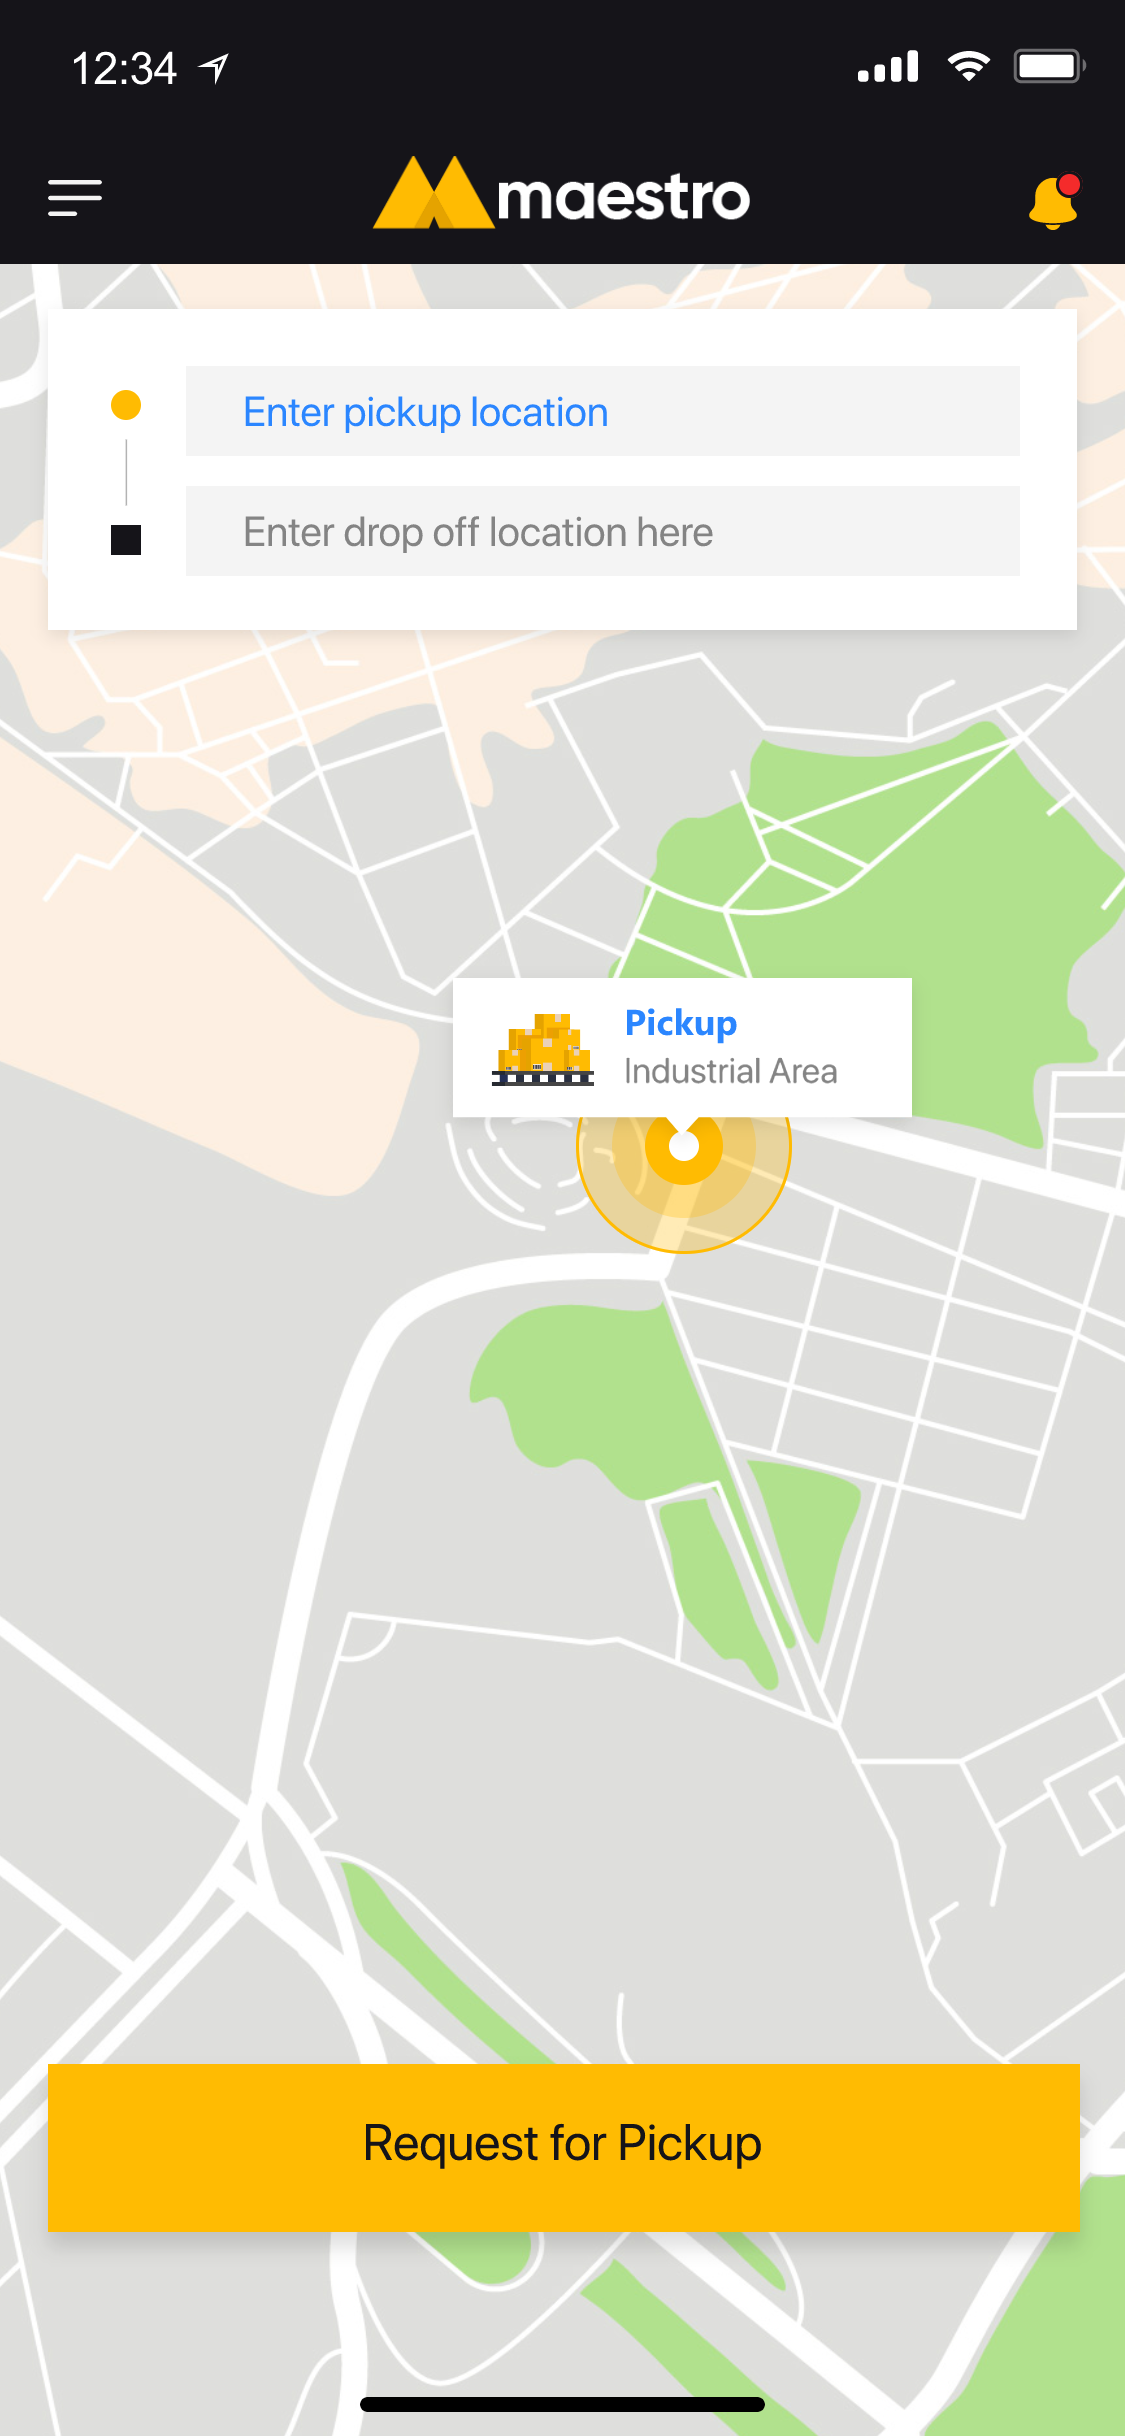 12:34
maestro
Enter pickup location
Enter drop off location here
Pickup
Industrial Area
Request for Pickup